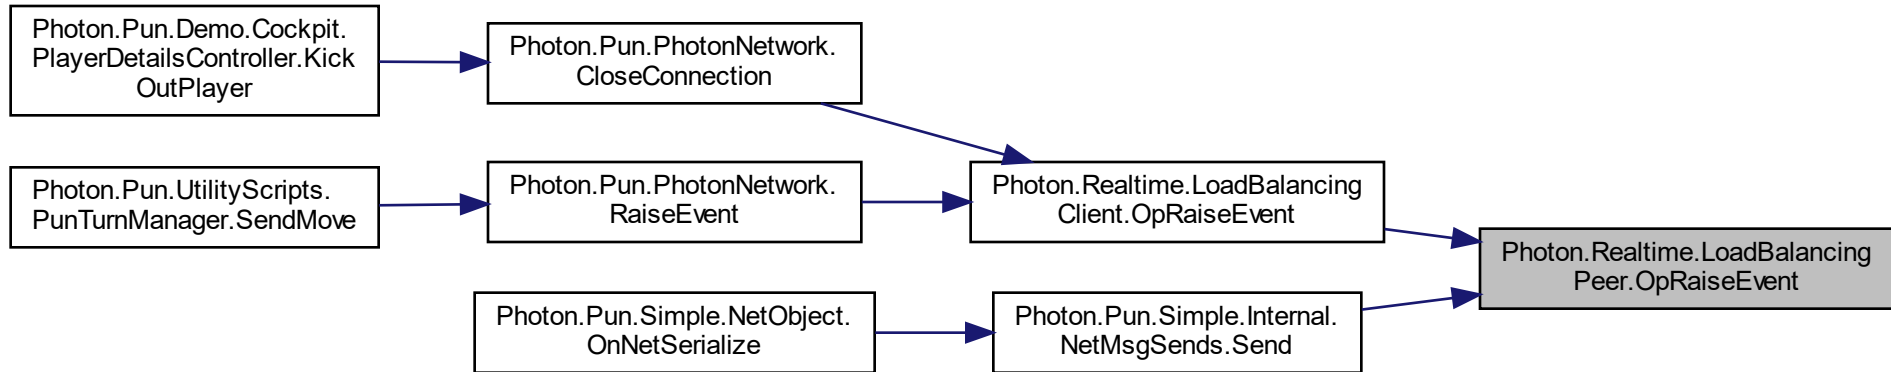 Photon.Pun.Demo.Cockpit.
PlayerDetailsController.Kick
OutPlayer
Photon.Pun.PhotonNetwork.
CloseConnection
Photon.Pun.UtilityScripts.
PunTurnManager.SendMove
Photon.Pun.PhotonNetwork.
RaiseEvent
Photon.Realtime.LoadBalancing
Client.OpRaiseEvent
Photon.Realtime.LoadBalancing
Peer.OpRaiseEvent
Photon.Pun.Simple.NetObject.
OnNetSerialize
Photon.Pun.Simple.Internal.
NetMsgSends.Send